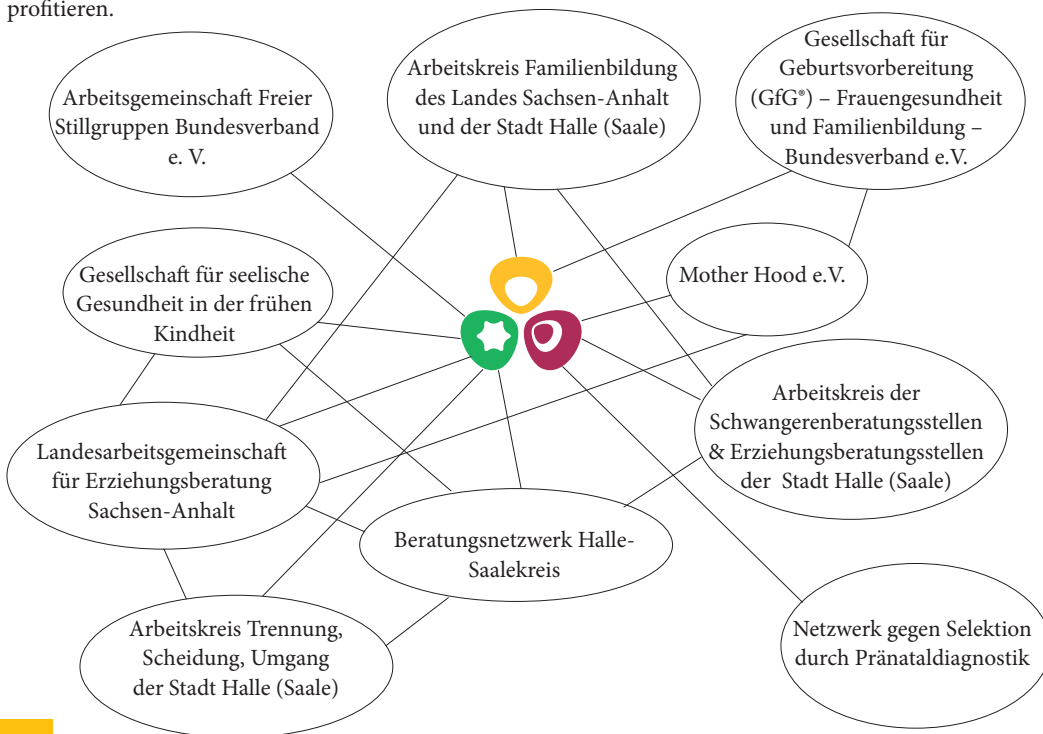 profitieren.
Arbeitsgemeinschaft Freier
Stillgruppen Bundesverband
e. V.
Arbeitskreis Familienbildung
des Landes Sachsen-Anhalt
und der Stadt Halle (Saale)
Gesellschaft für
Geburtsvorbereitung
(GfG®) – Frauengesundheit
und Familienbildung –
Bundesverband e.V.
Gesellschaft für seelische
Gesundheit in der frühen
Kindheit
Mother Hood e.V.
Landesarbeitsgemeinschaft
für Erziehungsberatung
Sachsen-Anhalt
Arbeitskreis der
Schwangerenberatungsstellen
& Erziehungsberatungsstellen
der Stadt Halle (Saale)
Beratungsnetzwerk Halle-
Saalekreis
Arbeitskreis Trennung,
Scheidung, Umgang
der Stadt Halle (Saale)
Netzwerk gegen Selektion
durch Pränataldiagnostik